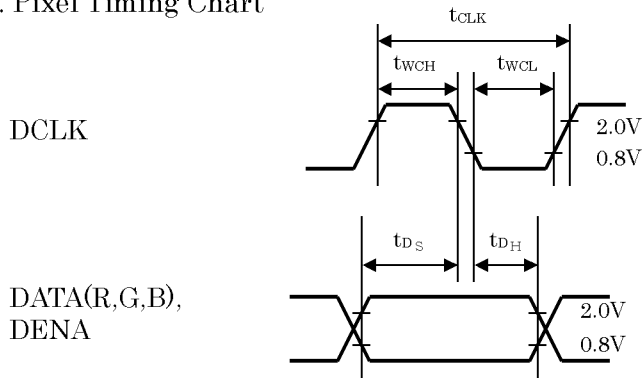 . Pixel Timing Chart
tCLK
tWCH
tWCL
DCLK
2.0V
0.8V
tDS
tDH
DATA(R,G,B),
DENA
2.0V
0.8V